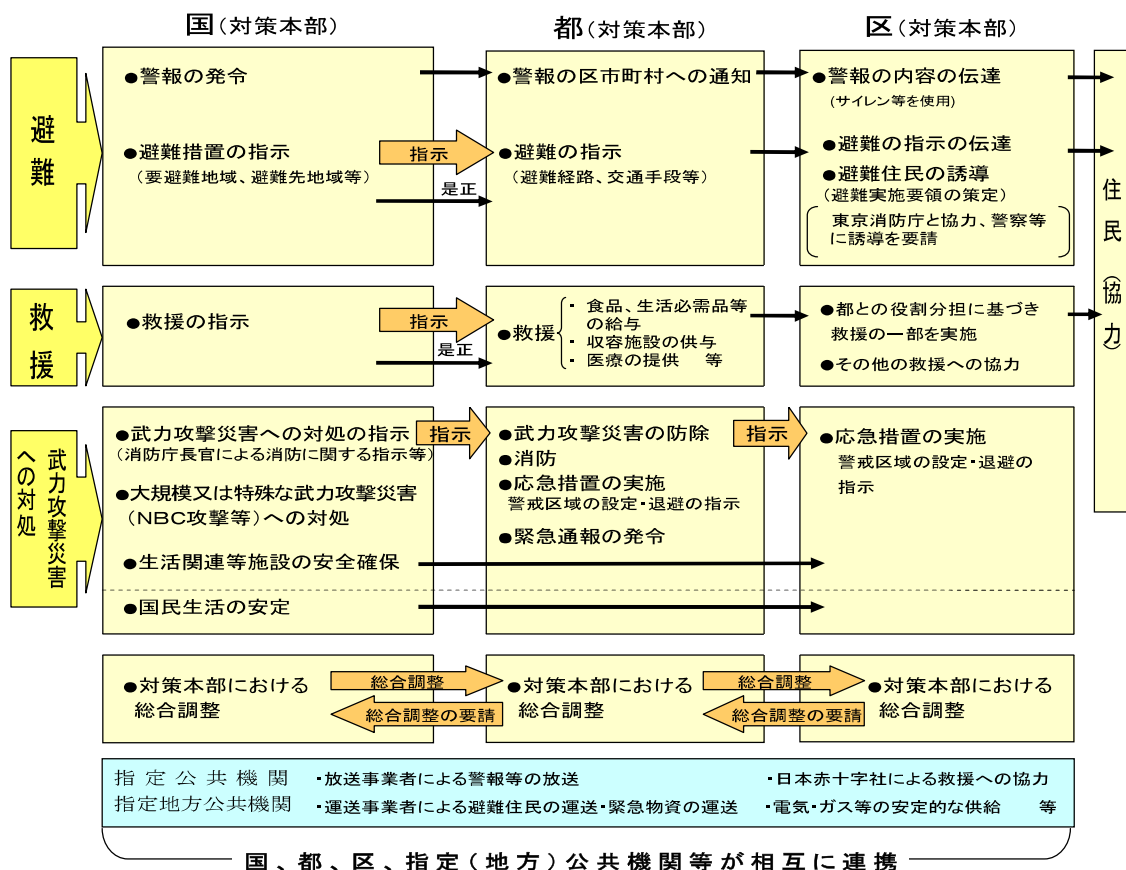 国(対策本部)
都(対策本部)
区(対策本部)
避難
●警報の発令
●警報の区市町村への通知
●警報の内容の伝達
(サイレン等を使用)
●避難措置の指示
(要避難地域、避難先地域等)
指示
是正
●避難の指示
(避難経路、交通手段等)
●避難の指示の伝達
●避難住民の誘導
(避難実施要領の策定)
東京消防庁と協力、警察等
に誘導を要請
住民(協力)
救援
●救援の指示
指示
是正
●救援
・ 食品、生活必需品等
の給与
・ 収容施設の供与
・ 医療の提供 等
●都との役割分担に基づき
救援の一部を実施
●その他の救援への協力
武力攻撃災害
への対処
●武力攻撃災害への対処の指示
(消防庁長官による消防に関する指示等)
●大規模又は特殊な武力攻撃災害
(NBC攻撃等)への対処
●生活関連等施設の安全確保
●国民生活の安定
指示
●武力攻撃災害の防除
●消防
●応急措置の実施
警戒区域の設定・退避の指示
●緊急通報の発令
指示
●応急措置の実施
警戒区域の設定・退避の
指示
●対策本部における
総合調整
総合調整
総合調整の要請
●対策本部における
総合調整
総合調整
総合調整の要請
●対策本部における
総合調整
指定公共機関 ・放送事業者による警報等の放送 ・日本赤十字社による救援への協力
指定地方公共機関 ・運送事業者による避難住民の運送・緊急物資の運送 ・電気・ガス等の安定的な供給 等
国、都、区、指定(地方)公共機関等が相互に連携